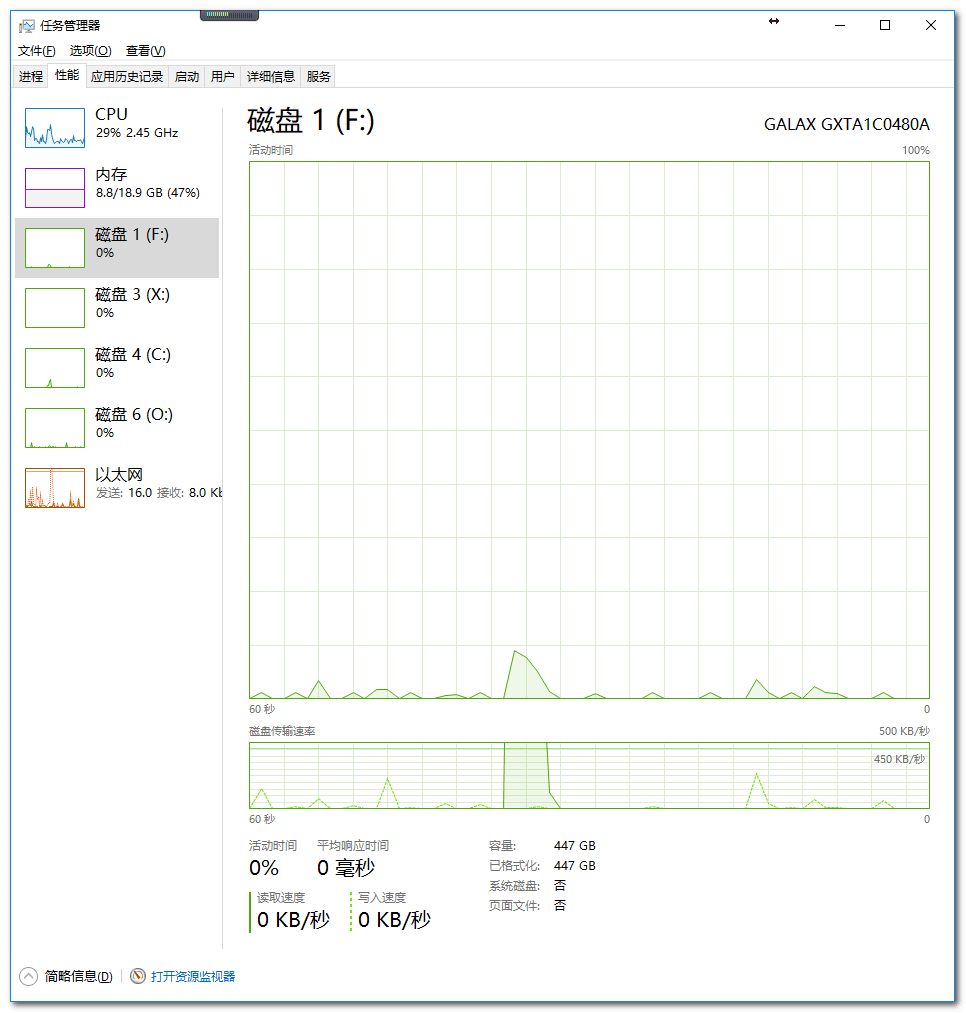 任务管理器
文件(F) 选项(O) 查看(V)
进程 性能 应用历史记录 启动 用户 详细信息 服务
CPU
29% 2.45 GHz
内存
8.8/18.9 GB (47%)
磁盘 1 (F:)
0%
磁盘 3 (X:)
0%
磁盘 4 (C:)
0%
磁盘 6 (O:)
0%
以太网
发送: 16.0 接收: 8.0 Kb
磁盘 1 (F:)
GALAX GXTA1C0480A
活动时间 100%
60 秒 0
磁盘传输速率 500 KB/秒
450 KB/秒
60 秒 0
活动时间 平均响应时间
0% 0 毫秒
读取速度 写入速度
0 KB/秒 0 KB/秒
容量: 447 GB
已格式化: 447 GB
系统磁盘: 否
页面文件: 否
简略信息(D) 打开资源监视器